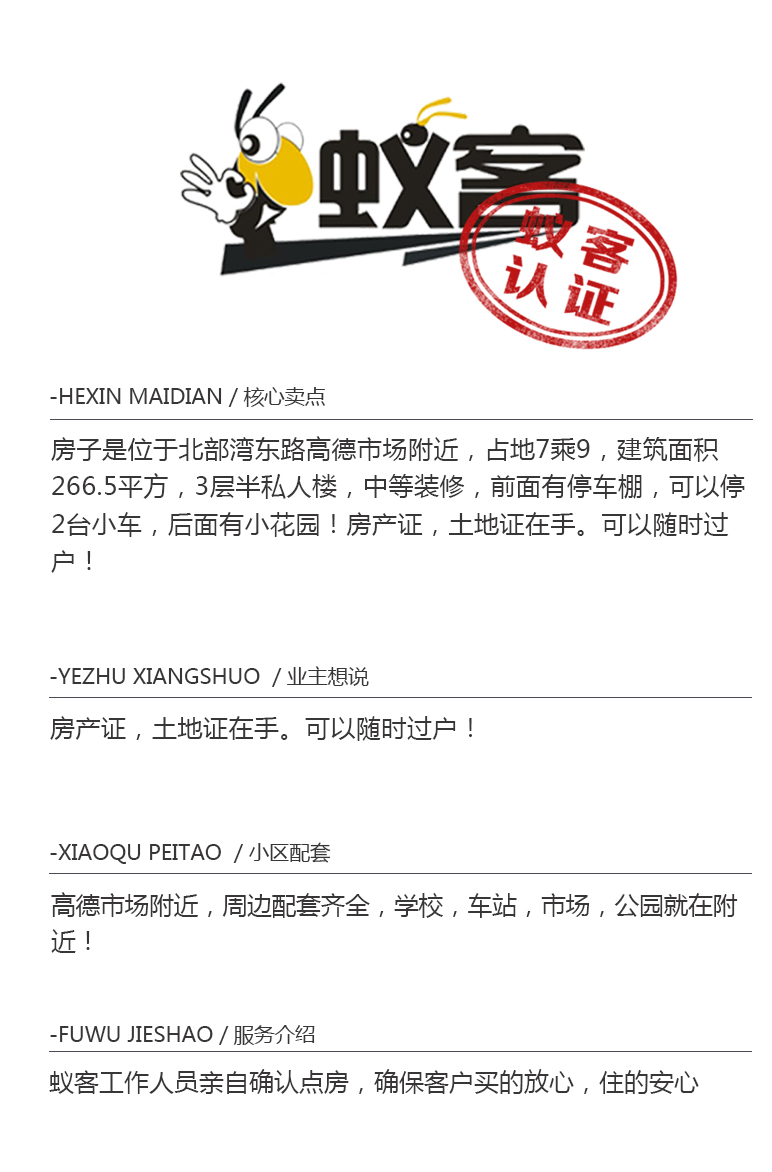 蚁客
蚁客
认证
-HEXIN MAIDIAN / 核心卖点
房子是位于北部湾东路高德市场附近，占地7乘9，建筑面积
266.5平方，3层半私人楼，中等装修，前面有停车棚，可以停
2台小车，后面有小花园！房产证，土地证在手。可以随时过
户！
-YEZHU XIANGSHUO / 业主想说
房产证，土地证在手。可以随时过户！
-XIAOQU PEITAO / 小区配套
高德市场附近，周边配套齐全，学校，车站，市场，公园就在附
近！
-FUWU JIESHAO / 服务介绍
蚁客工作人员亲自确认点房，确保客户买的放心，住的安心